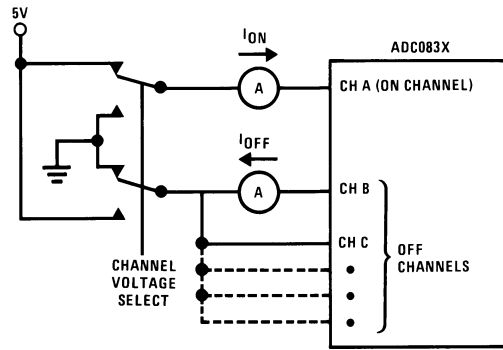 5V
ION
ADC083X
A
CH A (ON CHANNEL)
IOFF
A
CH B
CH C
OFF
CHANNELS
CHANNEL
VOLTAGE
SELECT